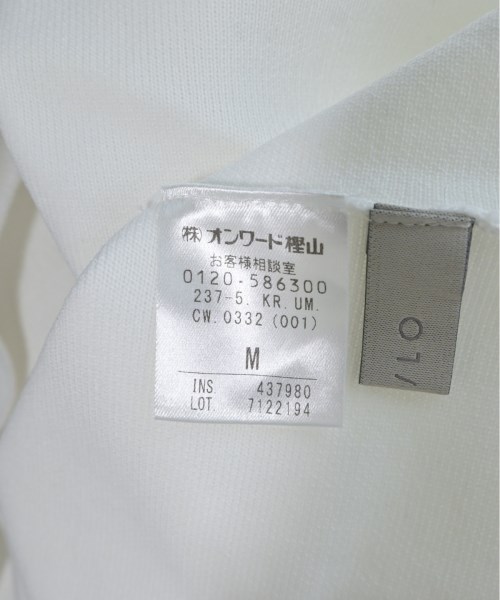 (株)オンワード樫山
お客様相談室
0120-586300
237-5. KR. UM.
CW. 0332 (001)
M
INS. 437980
LOT. 7122194
/LO